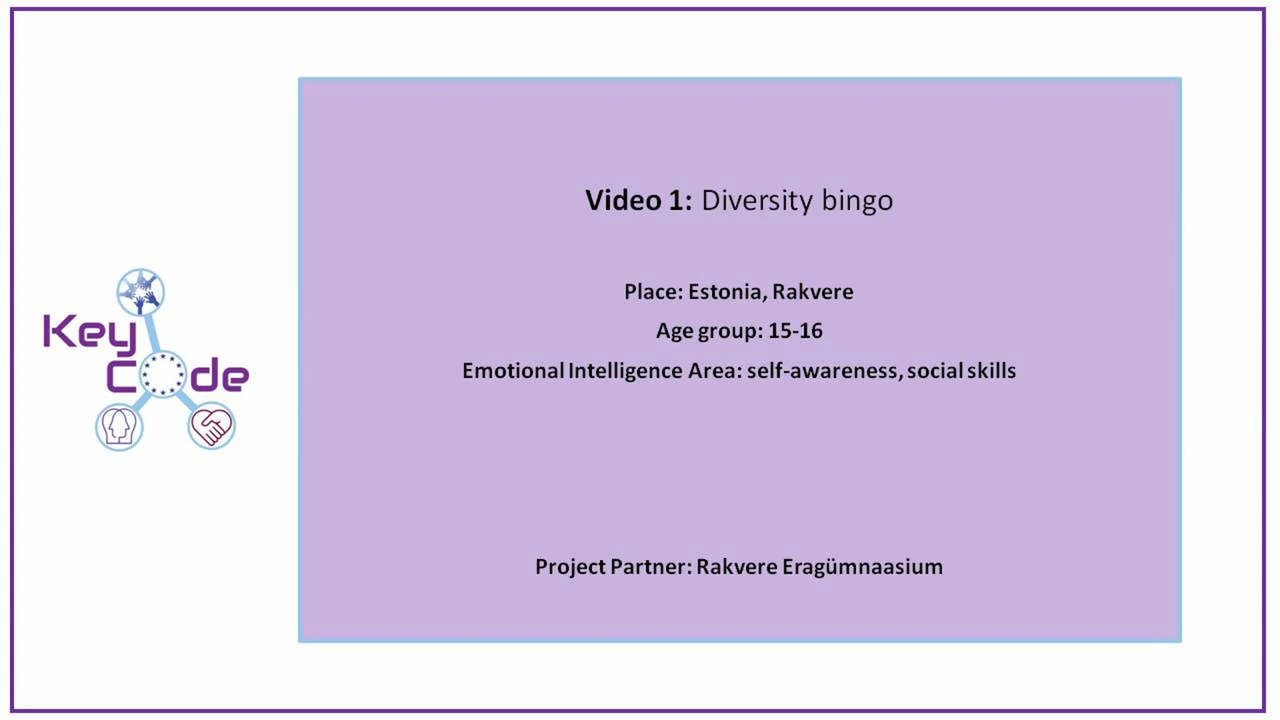 Video 1: Diversity bingo
Place: Estonia, Rakvere
Age group: 15-16
Emotional Intelligence Area: self-awareness, social skills
Key
Code
Project Partner: Rakvere Eragümnaasium